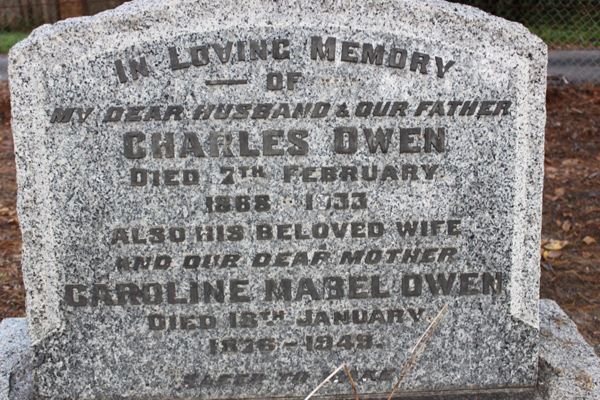 In Loving Memory
of
My Dear Husband & Our Father
Charles Owen
Died 7th February.
1868 - 1933.
Also His Beloved Wife
And Our Dear Mother
Caroline Mabel Owen
Died 18th January.
1876 - 1949.